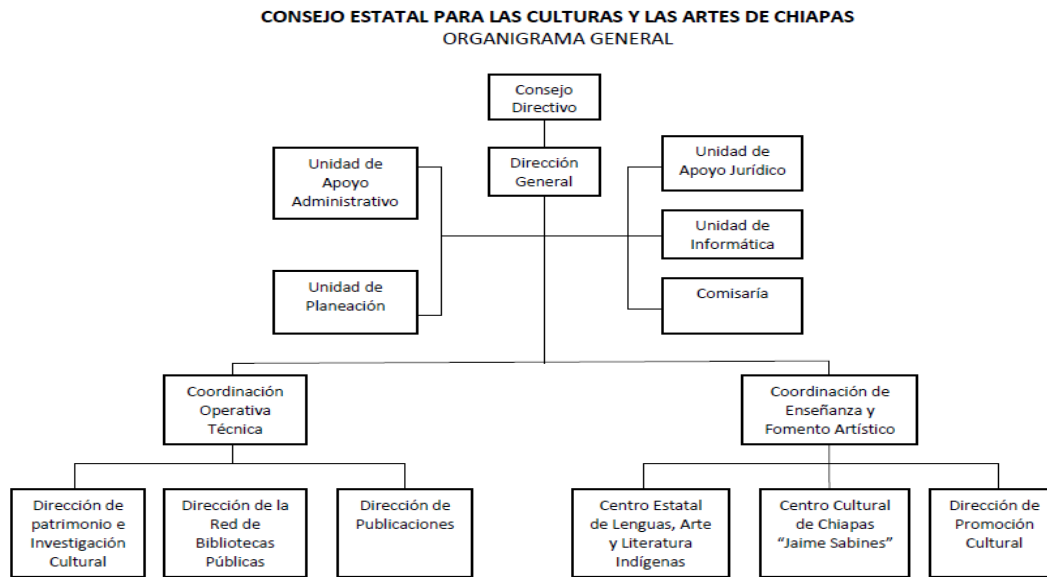 CONSEJO ESTATAL PARA LAS CULTURAS Y LAS ARTES DE CHIAPAS
ORGANIGRAMA GENERAL
Consejo
Directivo
Dirección
General
Unidad de
Apoyo
Administrativo
Unidad de
Apoyo Jurídico
Unidad de
Informática
Unidad de
Planeación
Comisaría
Coordinación
Operativa
Técnica
Coordinación de
Enseñanza y
Fomento Artístico
Dirección de
patrimonio e
Investigación
Cultural
Dirección de la
Red de
Bibliotecas
Públicas
Dirección de
Publicaciones
Centro Estatal
de Lenguas, Arte
y Literatura
Indígenas
Centro Cultural
de Chiapas
“Jaime Sabines”
Dirección de
Promoción
Cultural